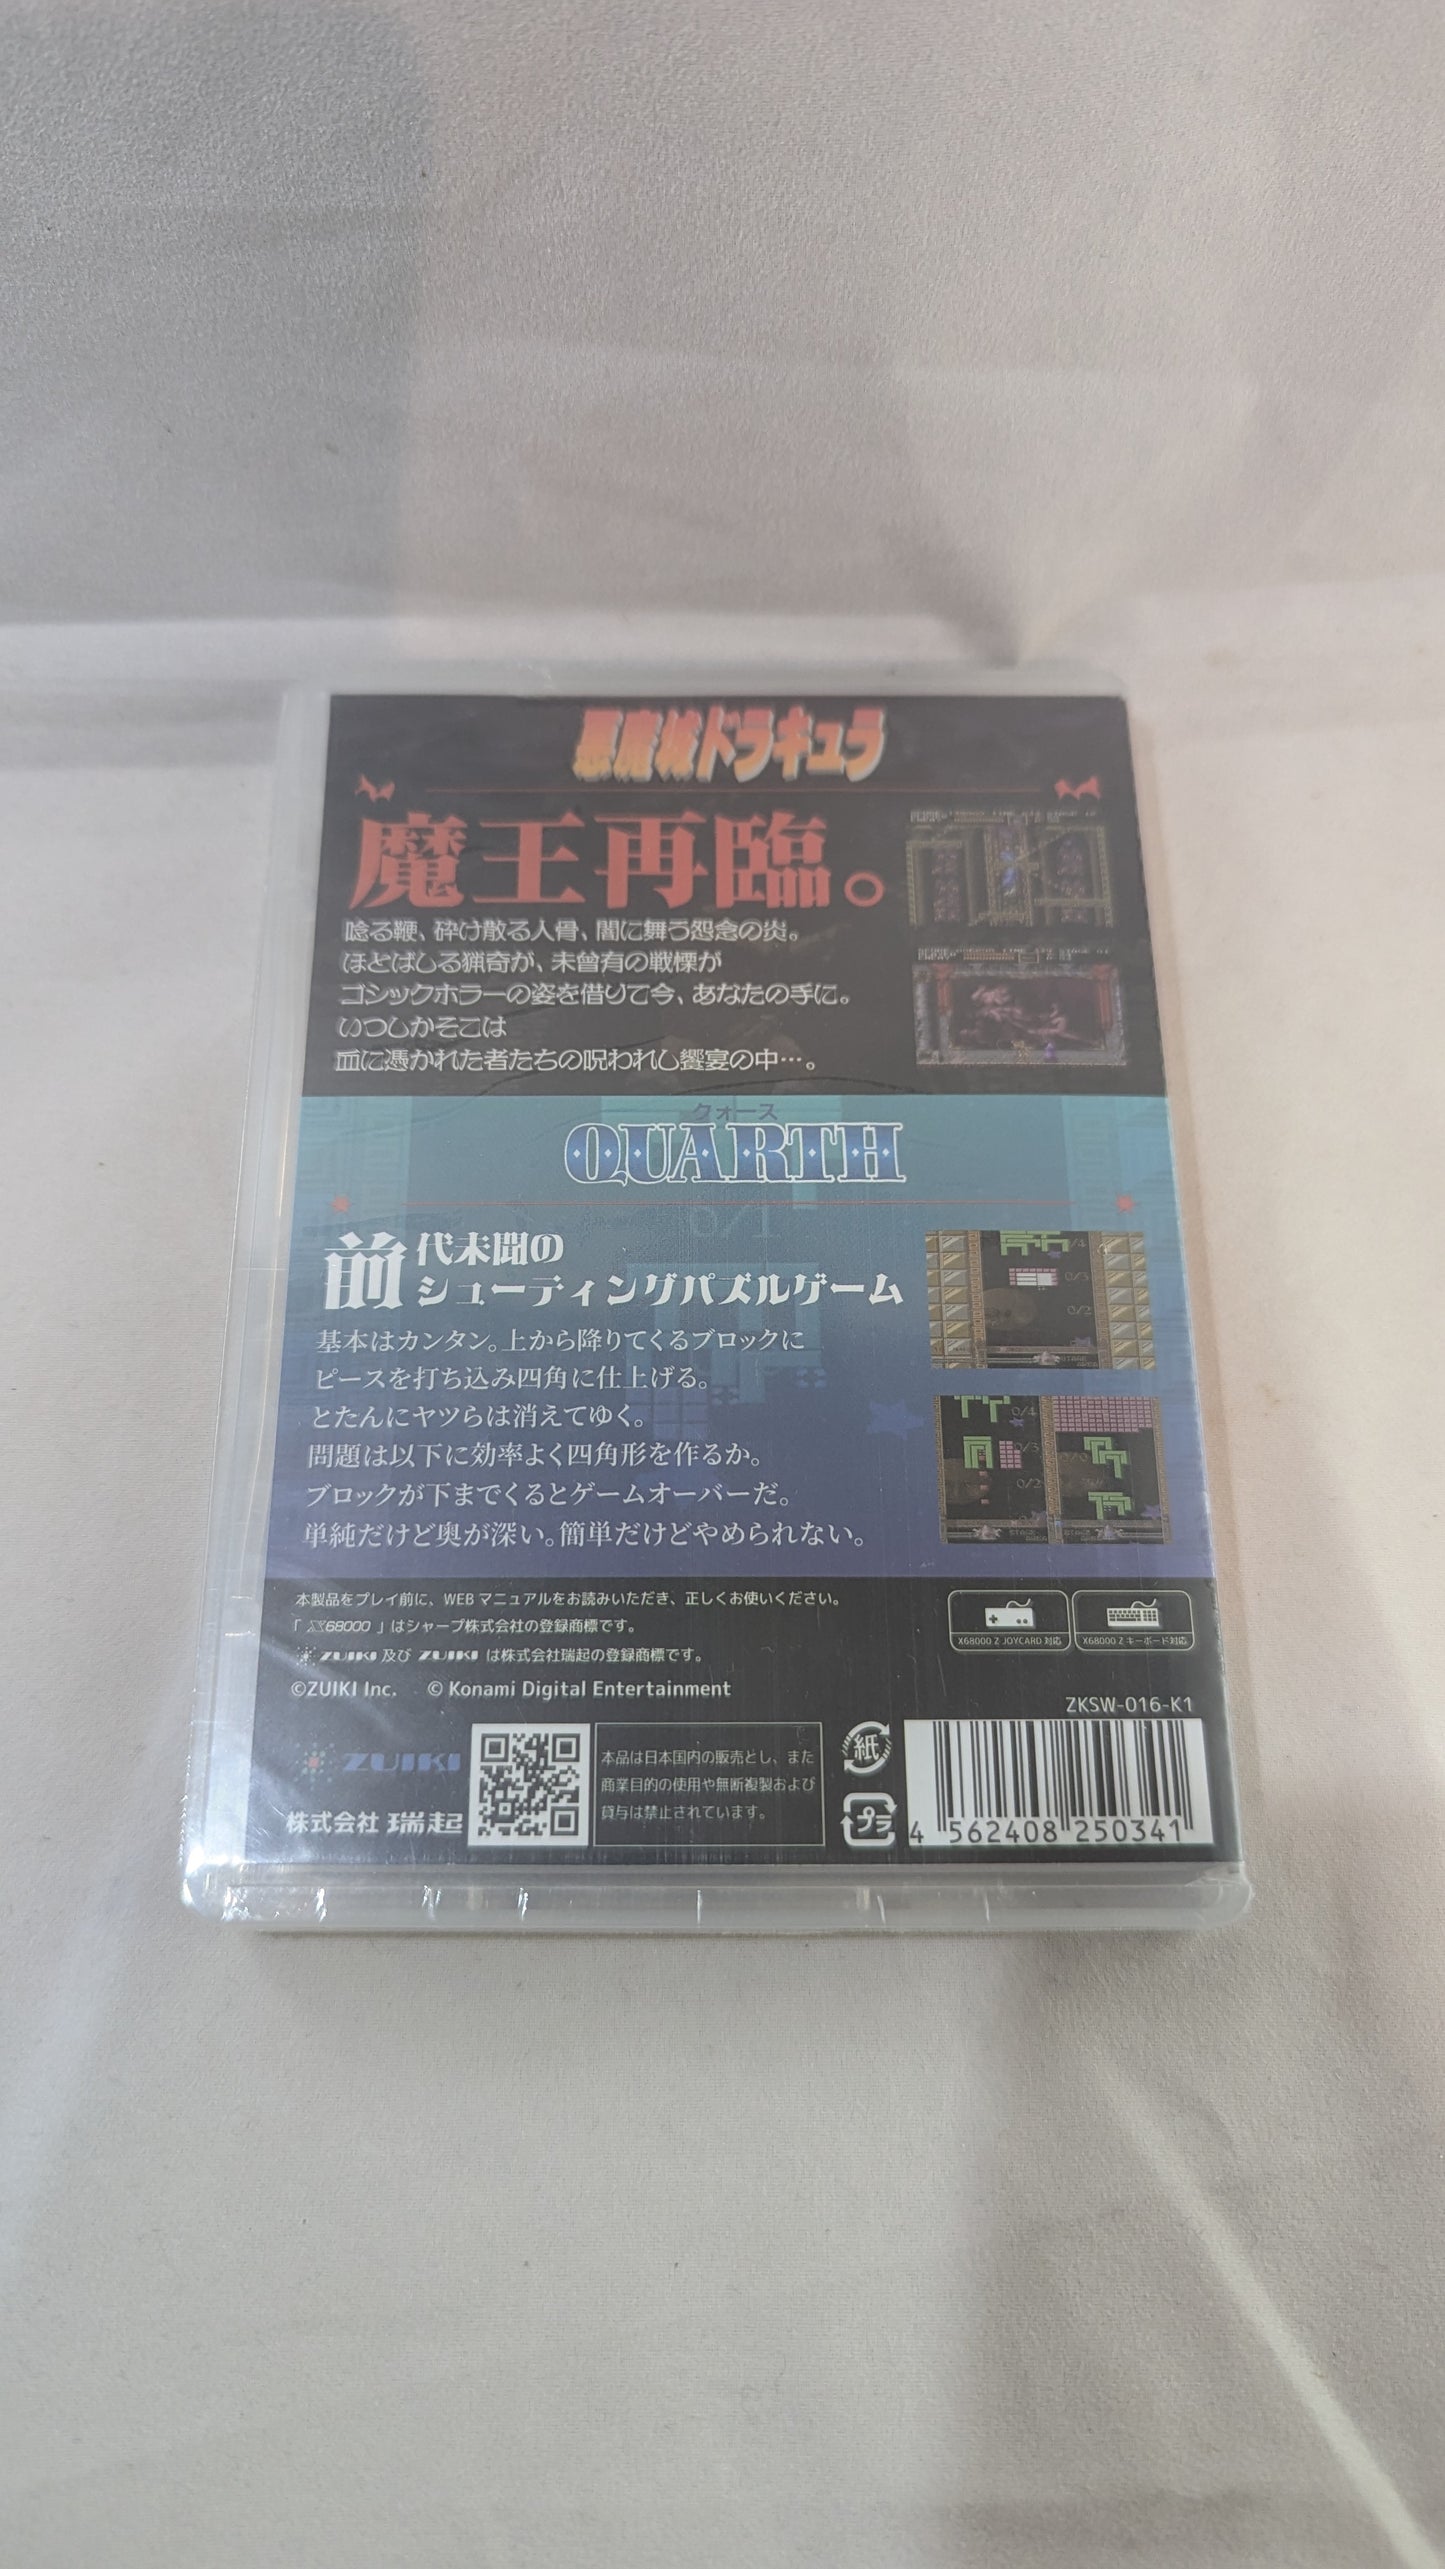 悪魔城ドラキュラ
魔王再臨。
唸る鞭、砕け散る人骨、闇に舞う怨念の炎。
ほとばしる猟奇が、未曾有の戦慄が
ゴシックホラーの姿を借りて今、あなたの手に。
いつしかそこは
血に憑かれた者たちの呪われし饗宴の中…。
クォース
QUARTH
前代未聞の
シューティングパズルゲーム
基本はカンタン。上から降りてくるブロックに
ピースを打ち込み四角に仕上げる。
とたんにヤツらは消えてゆく。
問題は以下に効率よく四角形を作るか。
ブロックが下まできくるとゲームオーバーだ。
単純だけど奥が深い。簡単だけどやめられない。
本製品をプレイ前に、WEBマニュアルをお読みいただき、正しくお使いください。
「X68000」はシャープ株式会社の登録商標です。
ZUIKI 及び ZUIKI は株式会社瑞起の登録商標です。
©ZUIKI Inc. © Konami Digital Entertainment
X68000 Z JOYCARD 対応
X68000 Z キーボード対応
ZKSW-016-K1
ZUIKI
株式会社 瑞起
本品は日本国内の販売とし、また
商業目的の使用や無断複製および
貸与は禁止されています。
紙
プラ
4 562408 250341